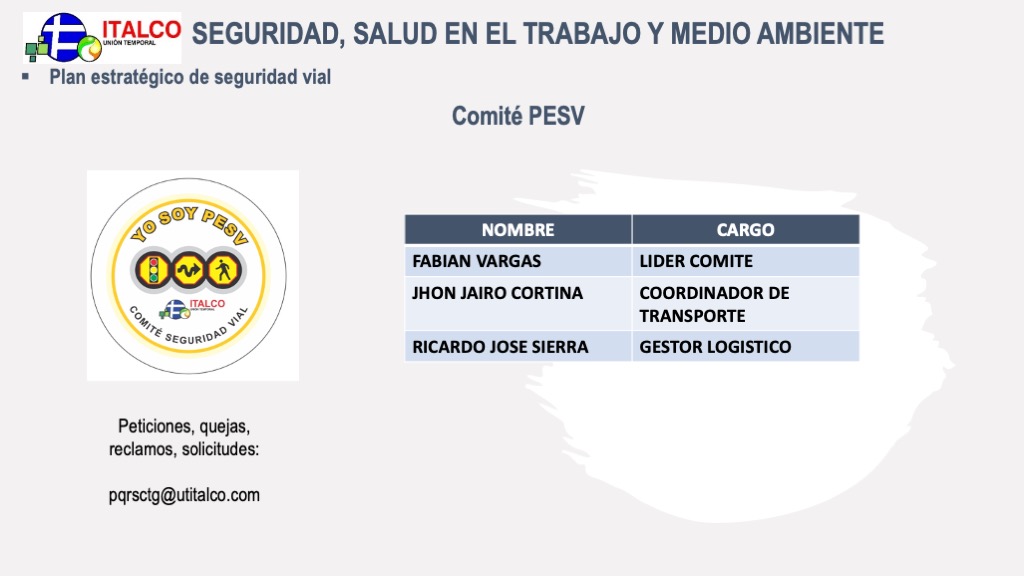 ITALCO
UNIÓN TEMPORAL
SEGURIDAD, SALUD EN EL TRABAJO Y MEDIO AMBIENTE
▪ Plan estratégico de seguridad vial
Comité PESV
YO SOY PESV
ITALCO
UNIÓN TEMPORAL
COMITÉ SEGURIDAD VIAL
NOMBRE CARGO
FABIAN VARGAS LIDER COMITE
JHON JAIRO CORTINA COORDINADOR DE
TRANSPORTE
RICARDO JOSE SIERRA GESTOR LOGISTICO
Peticiones, quejas,
reclamos, solicitudes:
pqrsctg@utitalco.com